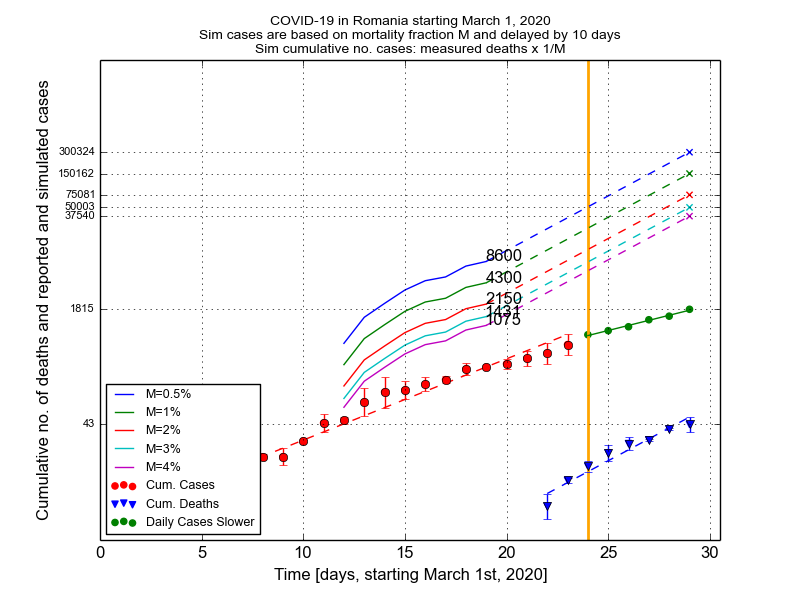 COVID-19 in Romania starting March 1, 2020
Sim cases are based on mortality fraction M and delayed by 10 days
Sim cumulative no. cases: measured deaths x 1/M
Cumulative no. of deaths and reported and simulated cases
300324
150162
75081
50003
37540
1815
43
8600
4300
2150
1431
1075
M=0.5%
M=1%
M=2%
M=3%
M=4%
Cum. Cases
Cum. Deaths
Daily Cases Slower
0 5 10 15 20 25 30
Time [days, starting March 1st, 2020]